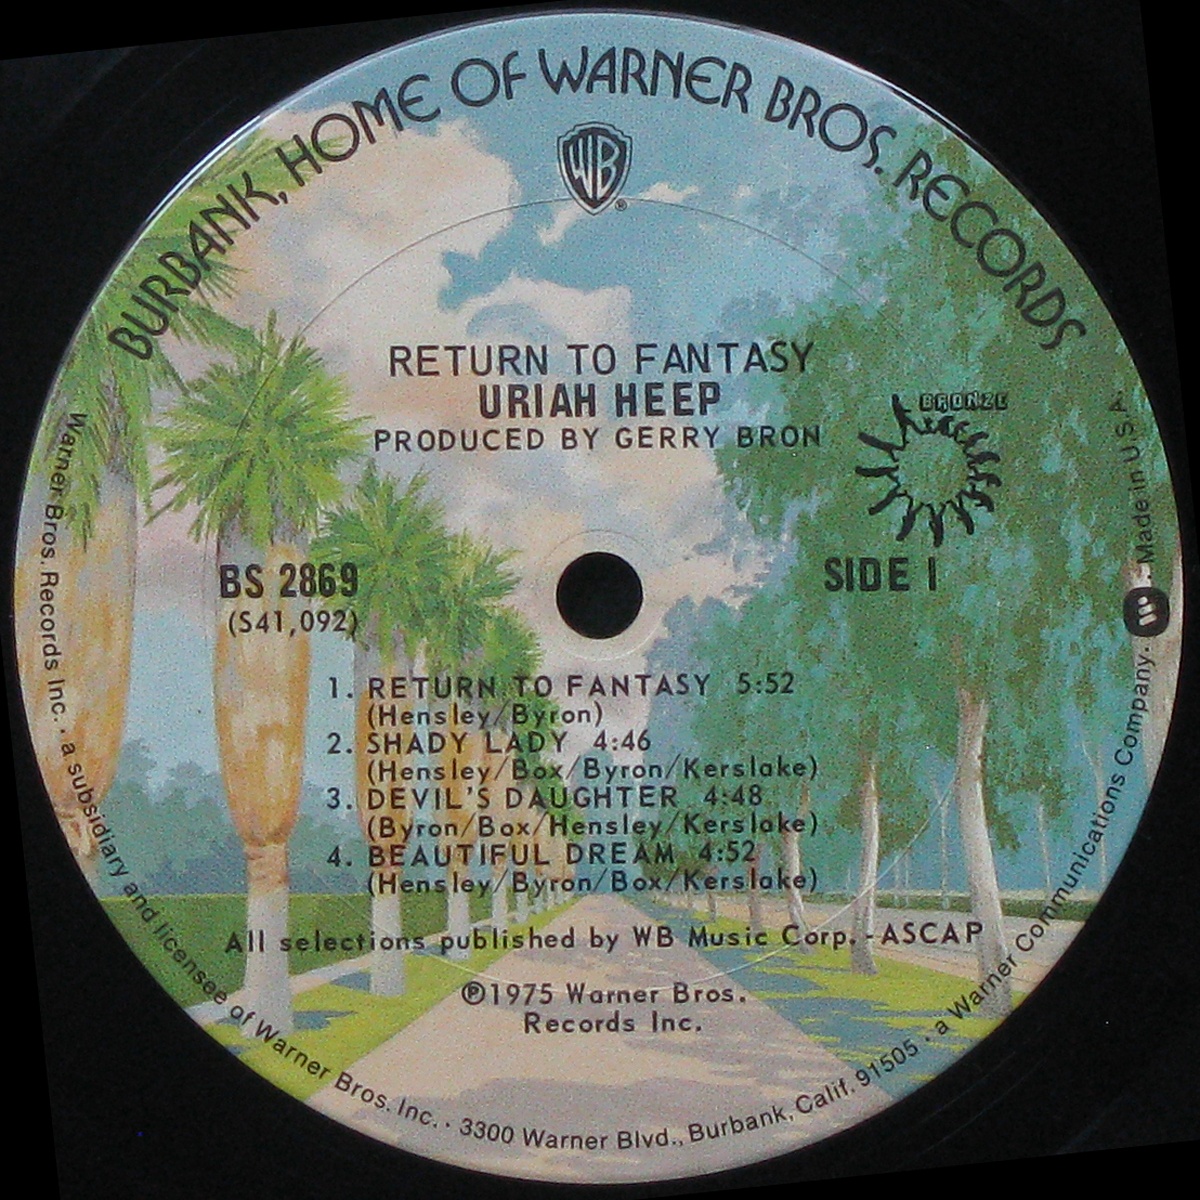 BURBANK, HOME OF WARNER BROS. RECORDS
WB
®
RETURN TO FANTASY
URIAH HEEP
PRODUCED BY GERRY BRON
BRONZE
BS 2869
(S41,092)
SIDE 1
1. RETURN TO FANTASY 5:52
(Hensley/Byron)
2. SHADY LADY 4:46
(Hensley/Box/Byron/Kerslake)
3. DEVIL'S DAUGHTER 4:48
(Byron/Box/Hensley/Kerslake)
4. BEAUTIFUL DREAM 4:52
(Hensley/Byron/Box/Kerslake)
All selections published by WB Music Corp.-ASCAP
℗1975 Warner Bros.
Records Inc.
Warner Bros. Records Inc. · a subsidiary and licensee of Warner Bros. Inc. · 3300 Warner Blvd., Burbank, Calif. 91505 · a Warner Communications Company. · Made in U.S.A.